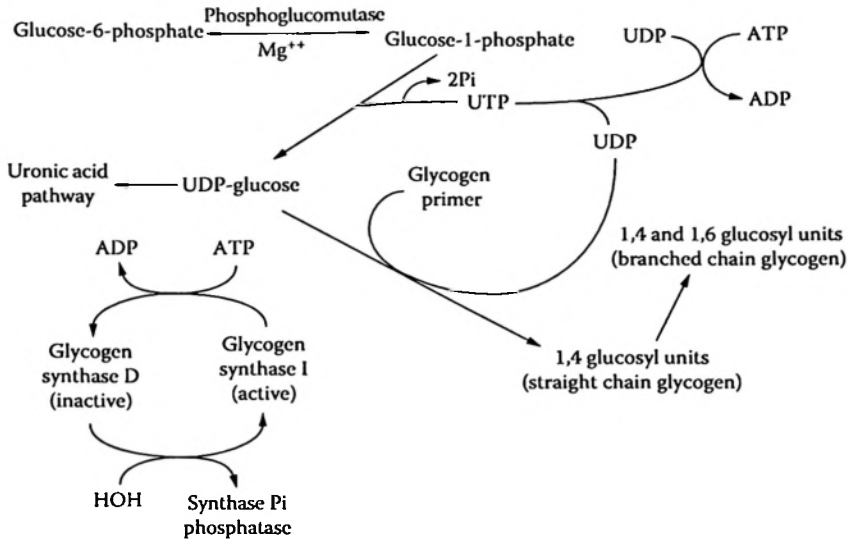 Phosphoglucomutase
Glucose-6-phosphate
Mg++
Glucose-1-phosphate
UDP
ATP
2Pi
UTP
ADP
UDP
Uronic acid
pathway
UDP-glucose
Glycogen
primer
1,4 and 1,6 glucosyl units
(branched chain glycogen)
ADP
ATP
Glycogen
synthase D
(inactive)
Glycogen
synthase I
(active)
1,4 glucosyl units
(straight chain glycogen)
HOH
Synthase Pi
phosphatase